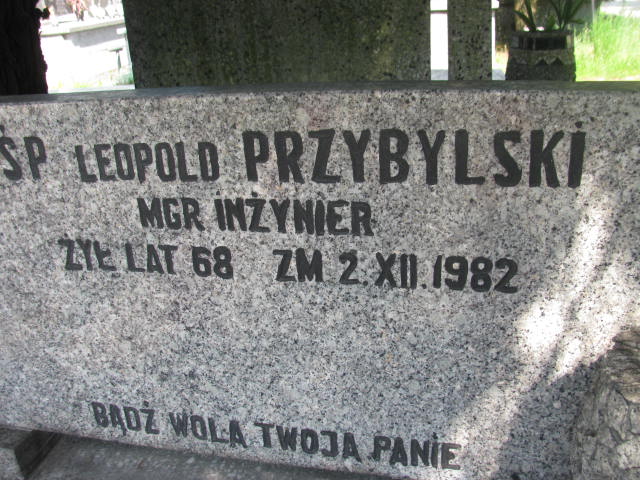 ŚP LEOPOLD PRZYBYLSKI
MGR INŻYNIER
ŻYŁ LAT 68 ZM 2.XII.1982
BĄDŹ WOLA TWOJA PANIE